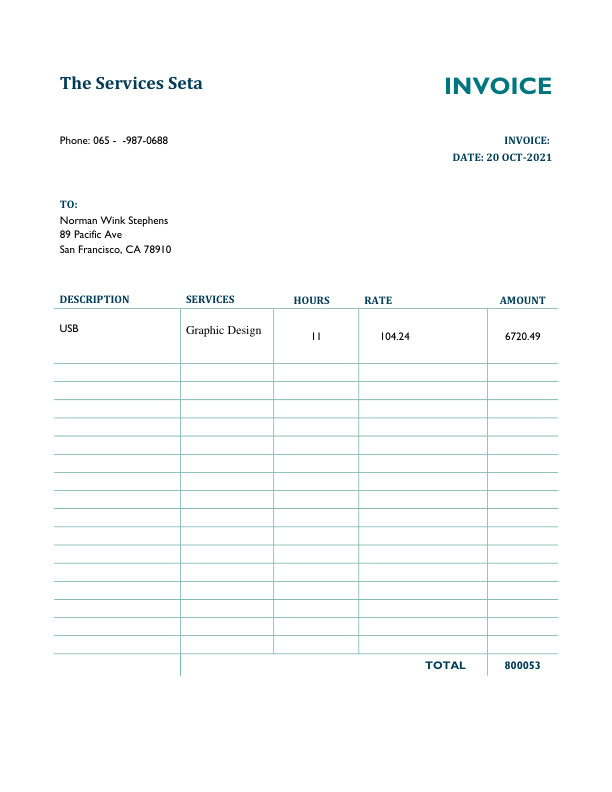 The Services Seta
INVOICE
Phone: 065 -  -987-0688
INVOICE:
DATE: 20 OCT-2021
TO:
Norman Wink Stephens
89 Pacific Ave
San Francisco, CA 78910
DESCRIPTION SERVICES HOURS RATE AMOUNT
USB Graphic Design 11 104.24 6720.49
TOTAL 800053